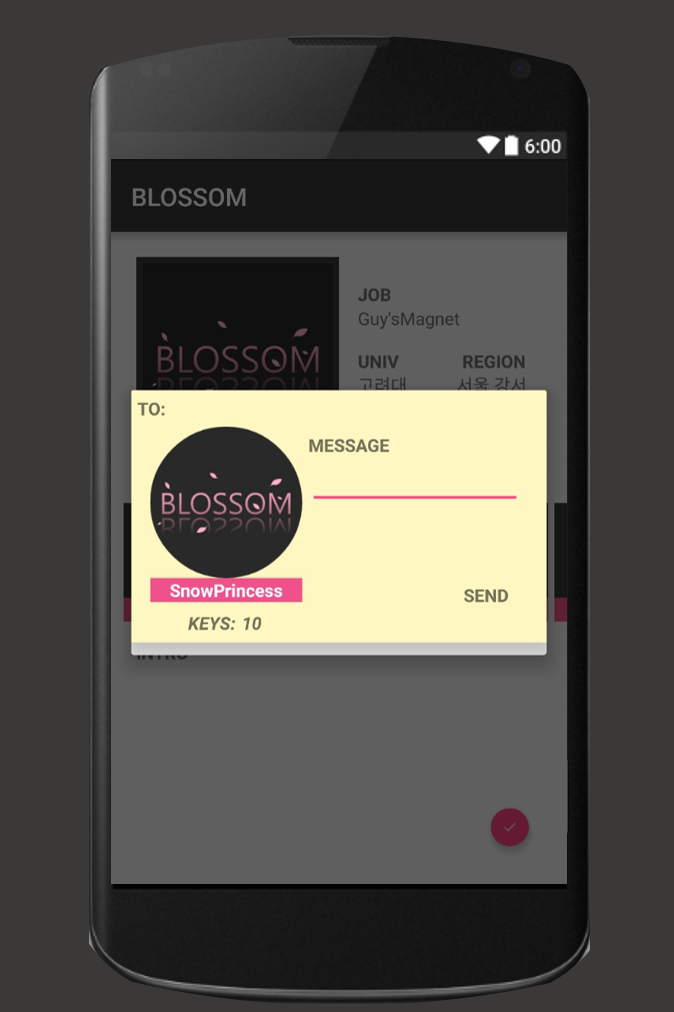 6:00
BLOSSOM
BLOSSOM
JOB
Guy'sMagnet
UNIV REGION
고려대 서울 강서
TO:
BLOSSOM
MESSAGE
SnowPrincess
SEND
KEYS: 10
INTRO